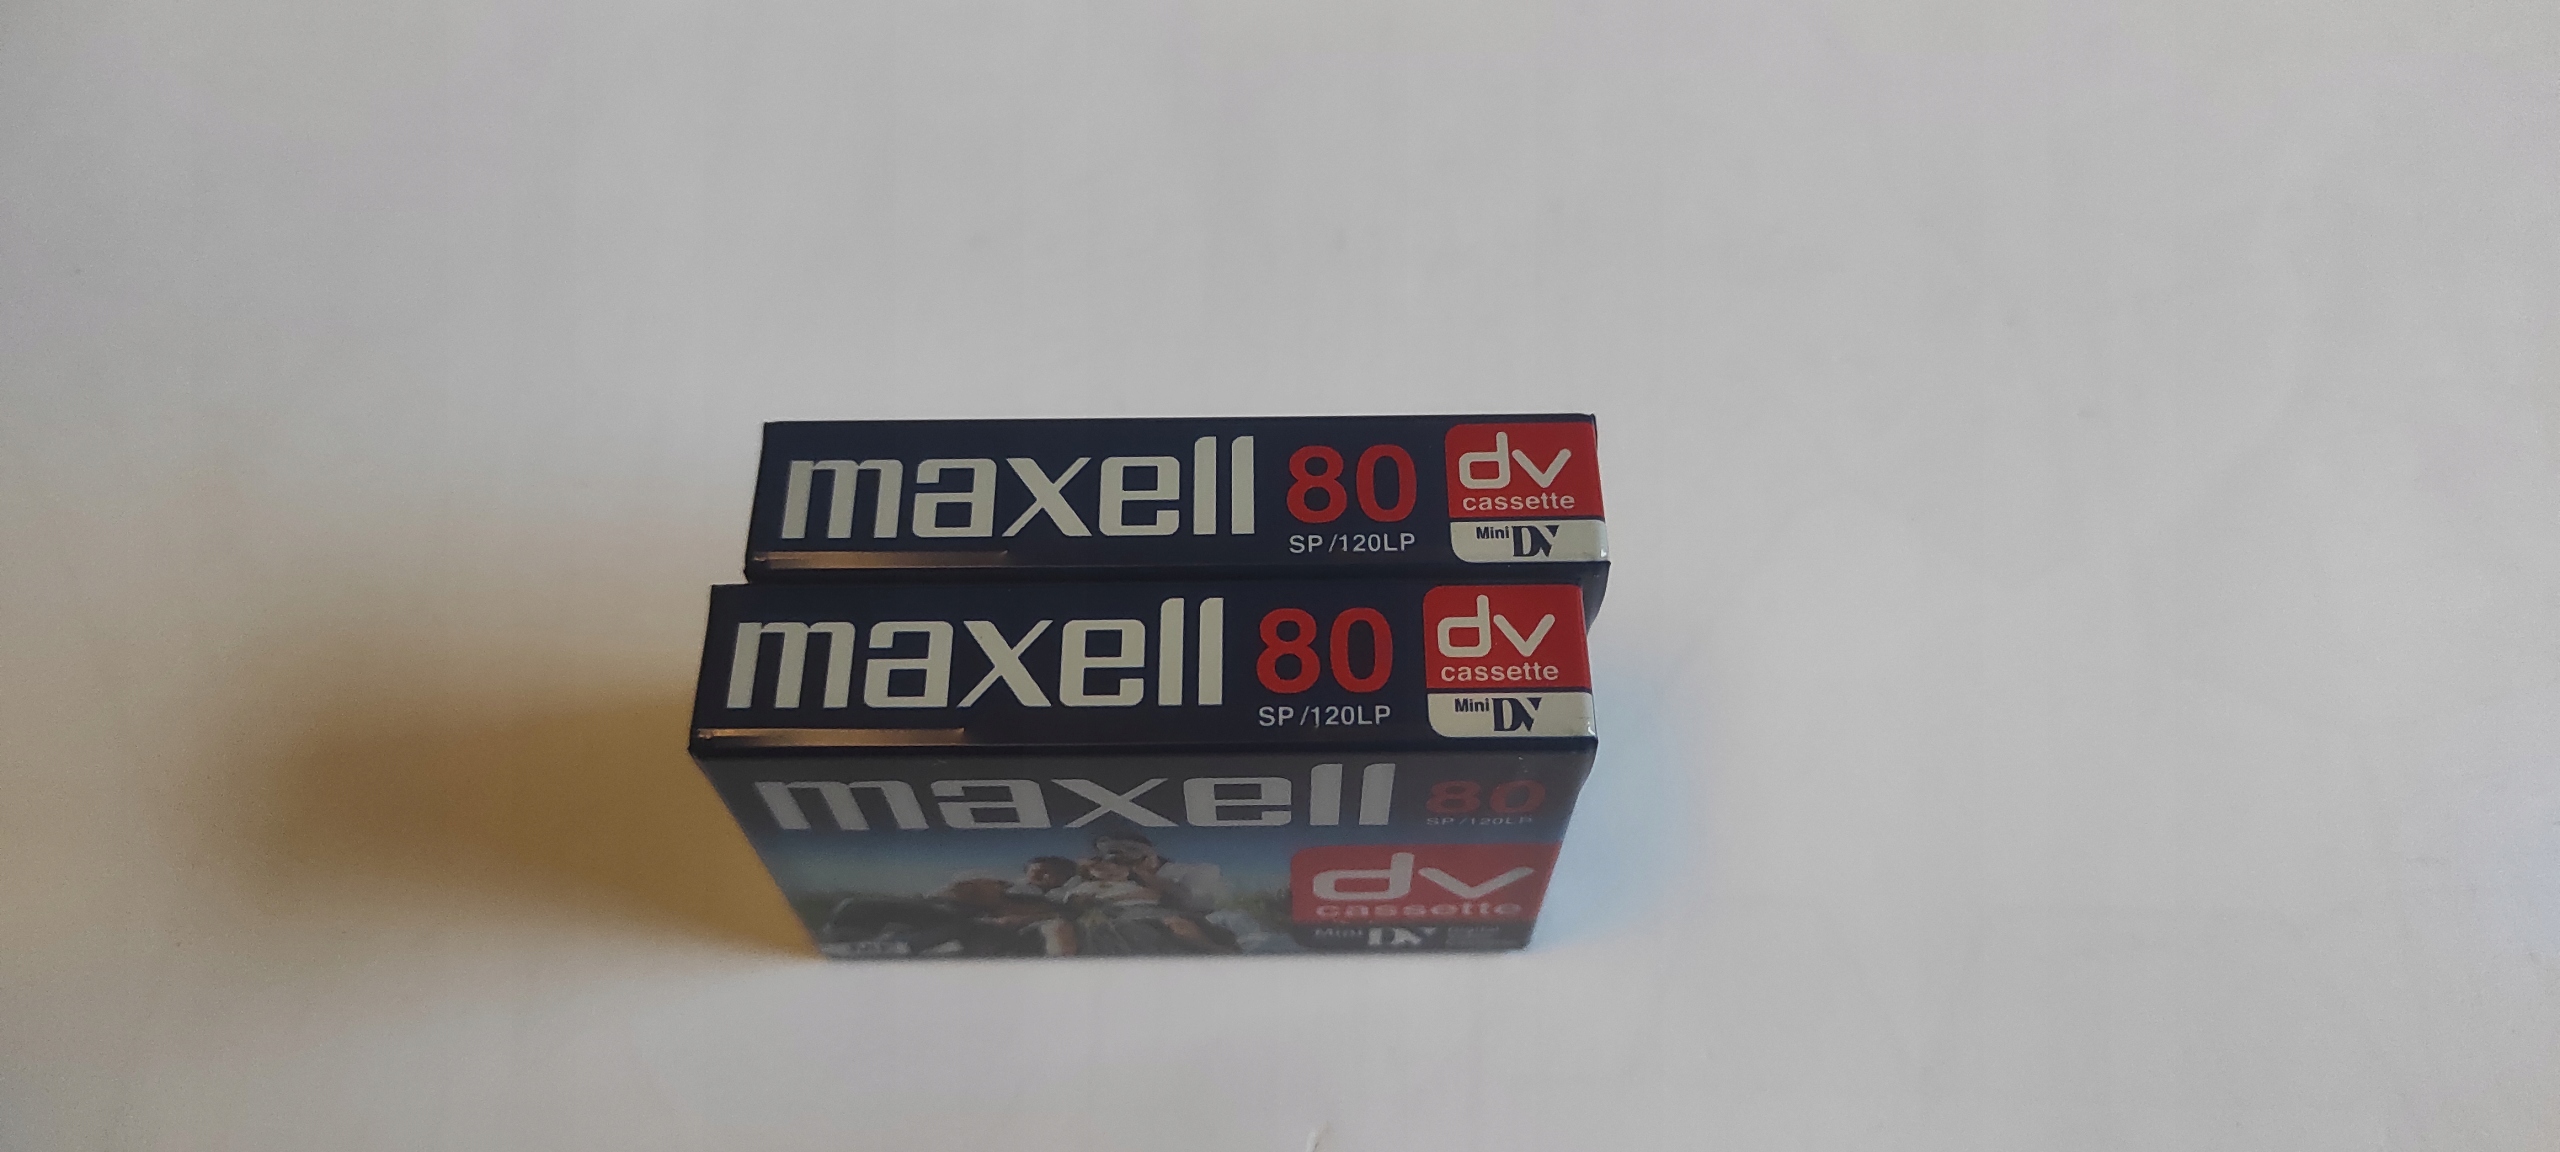 maxell 80 dv
cassette
SP/120LP Mini DV
maxell 80 dv
cassette
SP/120LP Mini DV
maxell 80
SP/120LP
dv
cassette
Mini DV Digital